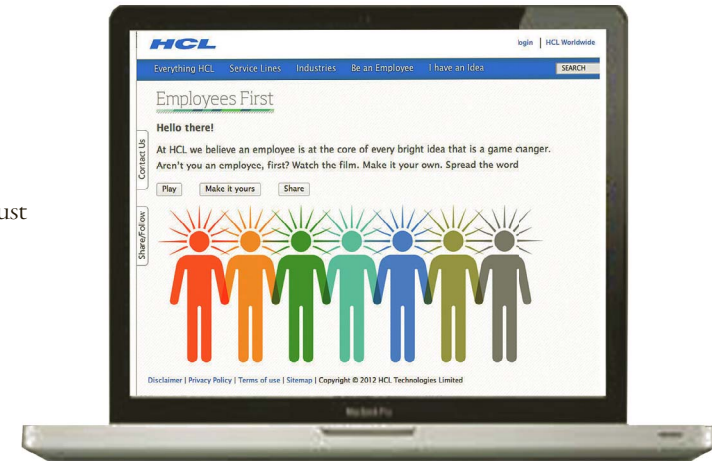 HCL
login | HCL Worldwide
Everything HCL Service Lines Industries Be an Employee I have an Idea SEARCH
Employees First
Hello there!
At HCL we believe an employee is at the core of every bright idea that is a game changer.
Aren't you an employee, first? Watch the film. Make it your own. Spread the word
Play Make it yours Share
Contact Us
Share/Follow
ust
Disclaimer | Privacy Policy | Terms of use | Sitemap | Copyright © 2012 HCL Technologies Limited
MacBook Pro